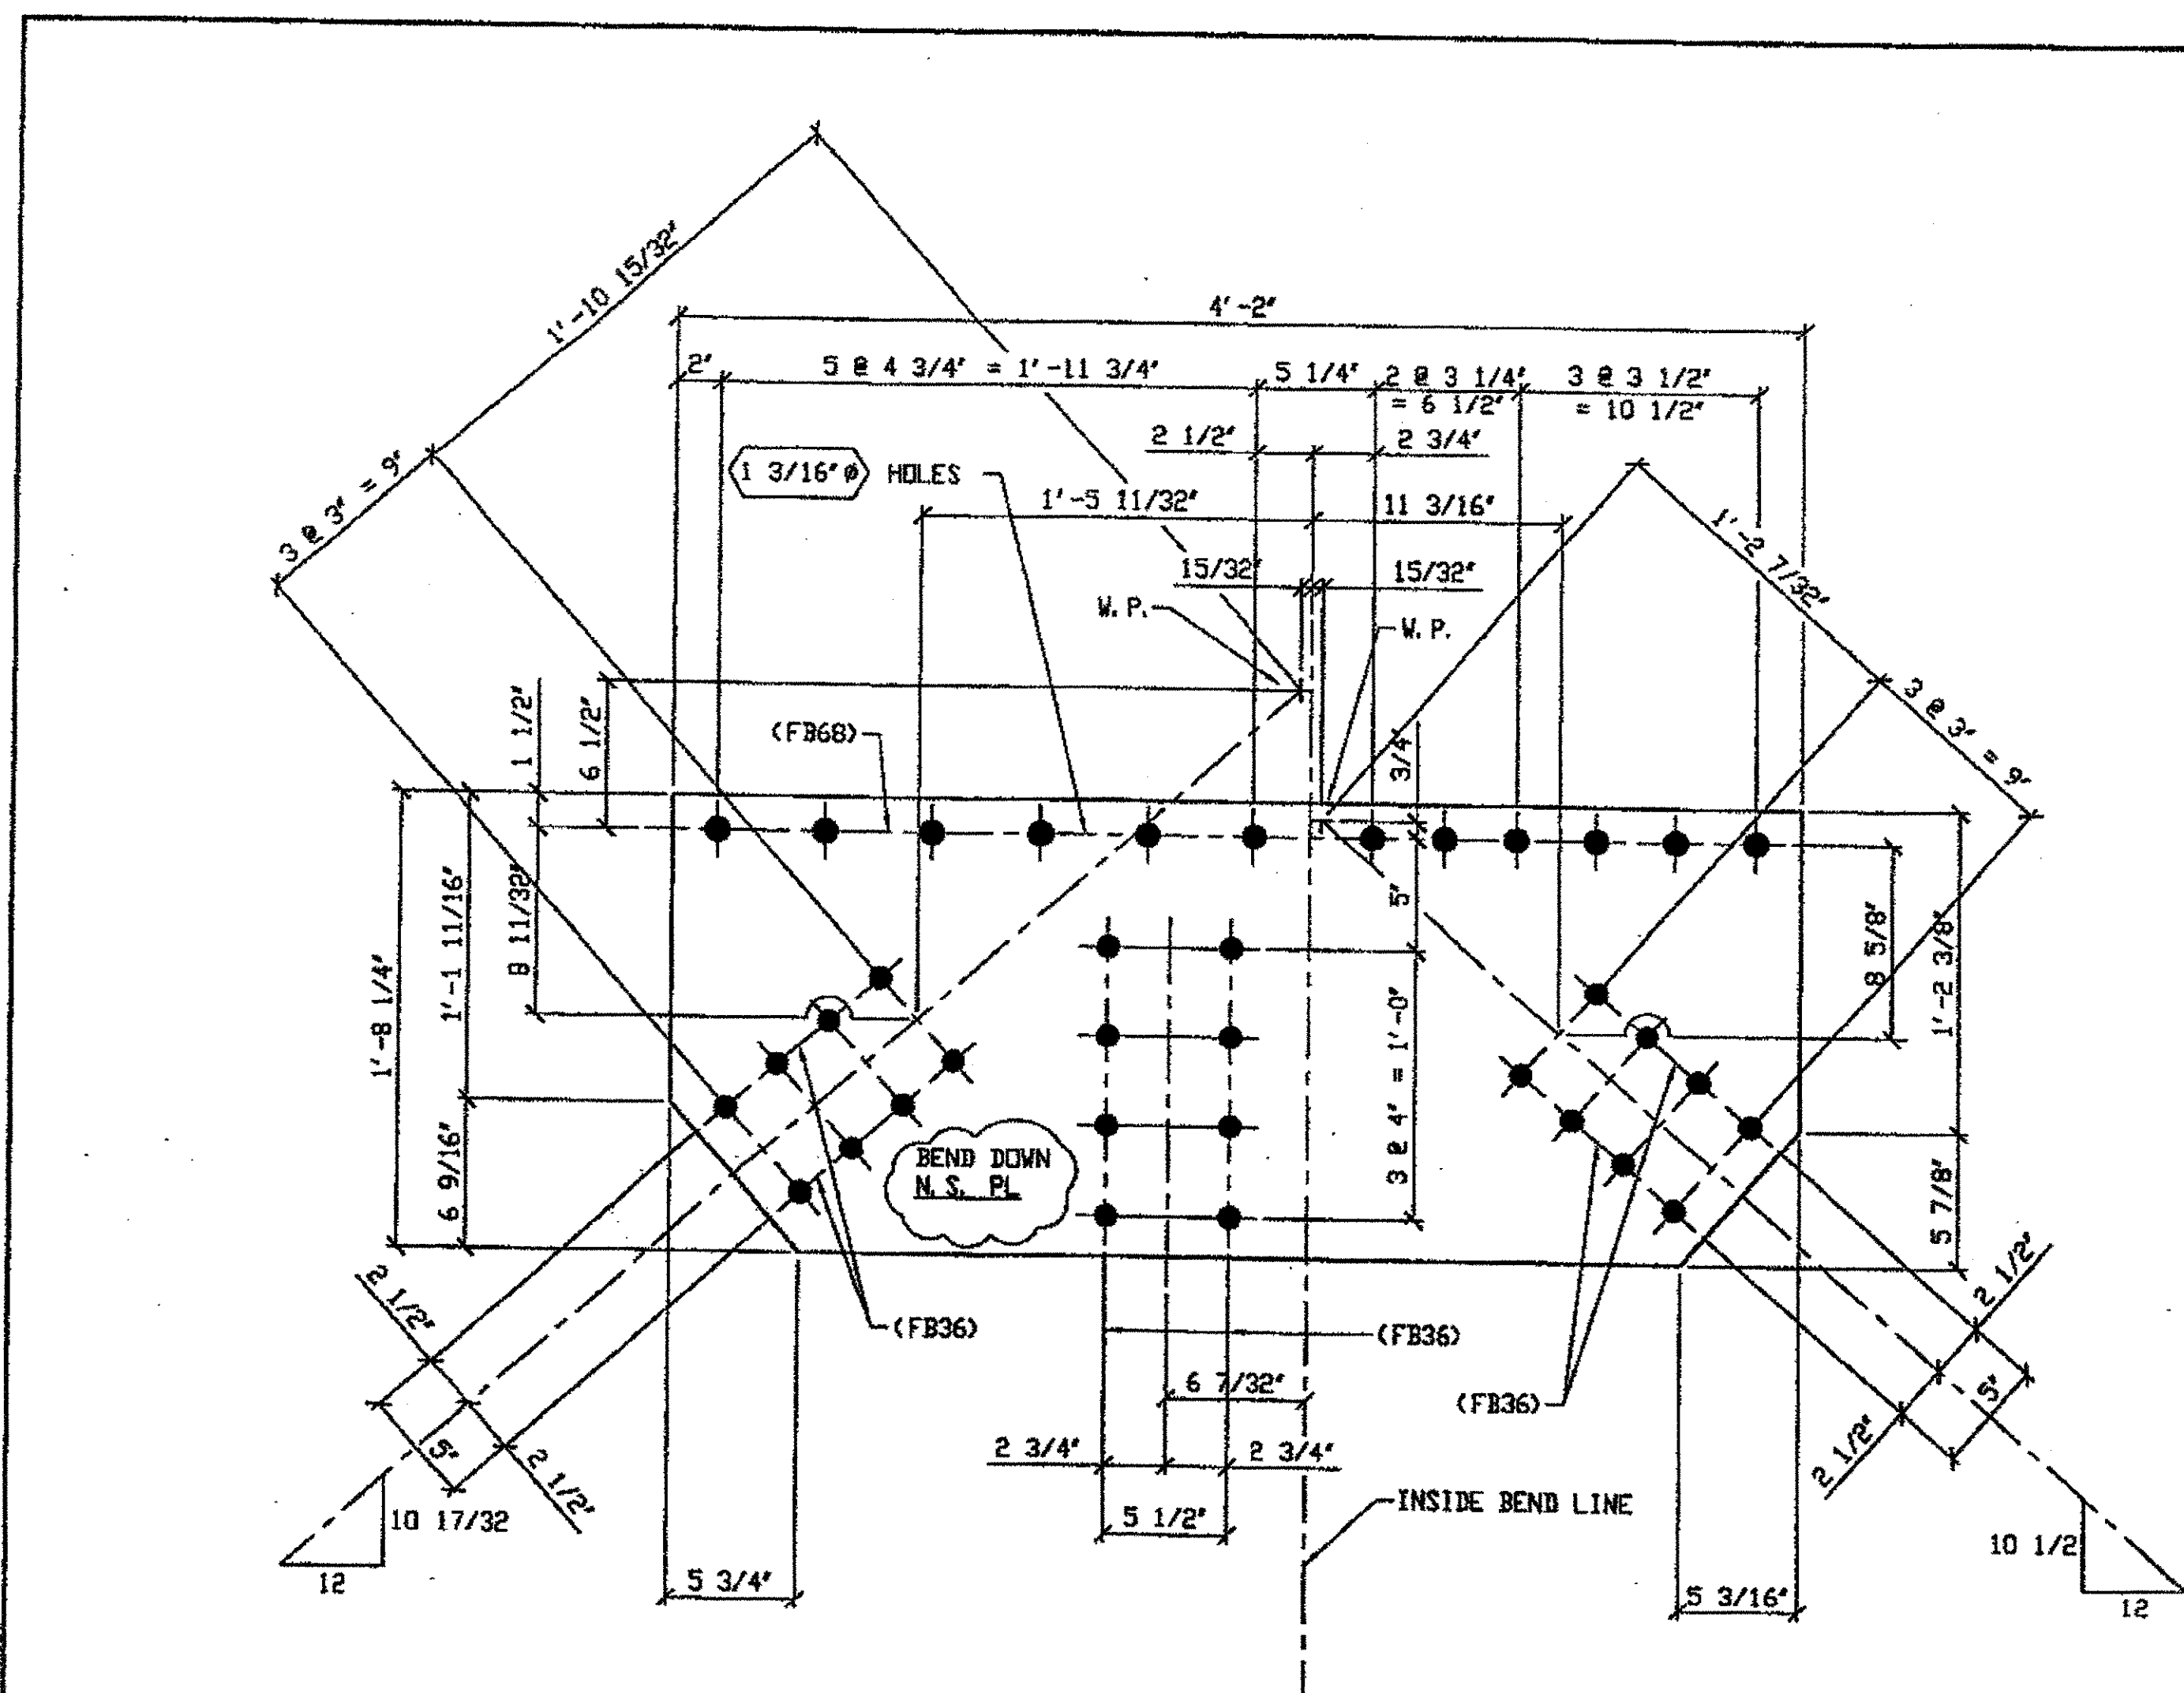 1'-10 15/32"
4'-2"
2" 5 @ 4 3/4" = 1'-11 3/4" 5 1/4" 2 @ 3 1/4" = 6 1/2" 3 @ 3 1/2" = 10 1/2"
2 1/2" 2 3/4"
3 @ 3" = 9"
1 3/16"Ø HOLES
1'-5 11/32" 11 3/16"
1'-2 7/32"
15/32" 15/32"
W.P.
W.P.
3 @ 3" = 9"
1 1/2"
6 1/2"
(FB68)
3/4"
1'-8 1/4"
1'-1 11/16"
8 11/32"
5"
8 5/8"
1'-2 3/8"
3 @ 4" = 1'-0"
6 9/16"
BEND DOWN
N.S. PL
5 7/8"
2 1/2"
2 1/2"
(FB36)
(FB36)
6 7/32"
(FB36)
5"
2 1/2"
5"
2 1/2"
2 3/4" 2 3/4"
10 17/32
12
5 1/2"
INSIDE BEND LINE
10 1/2
12
5 3/4"
5 3/16"